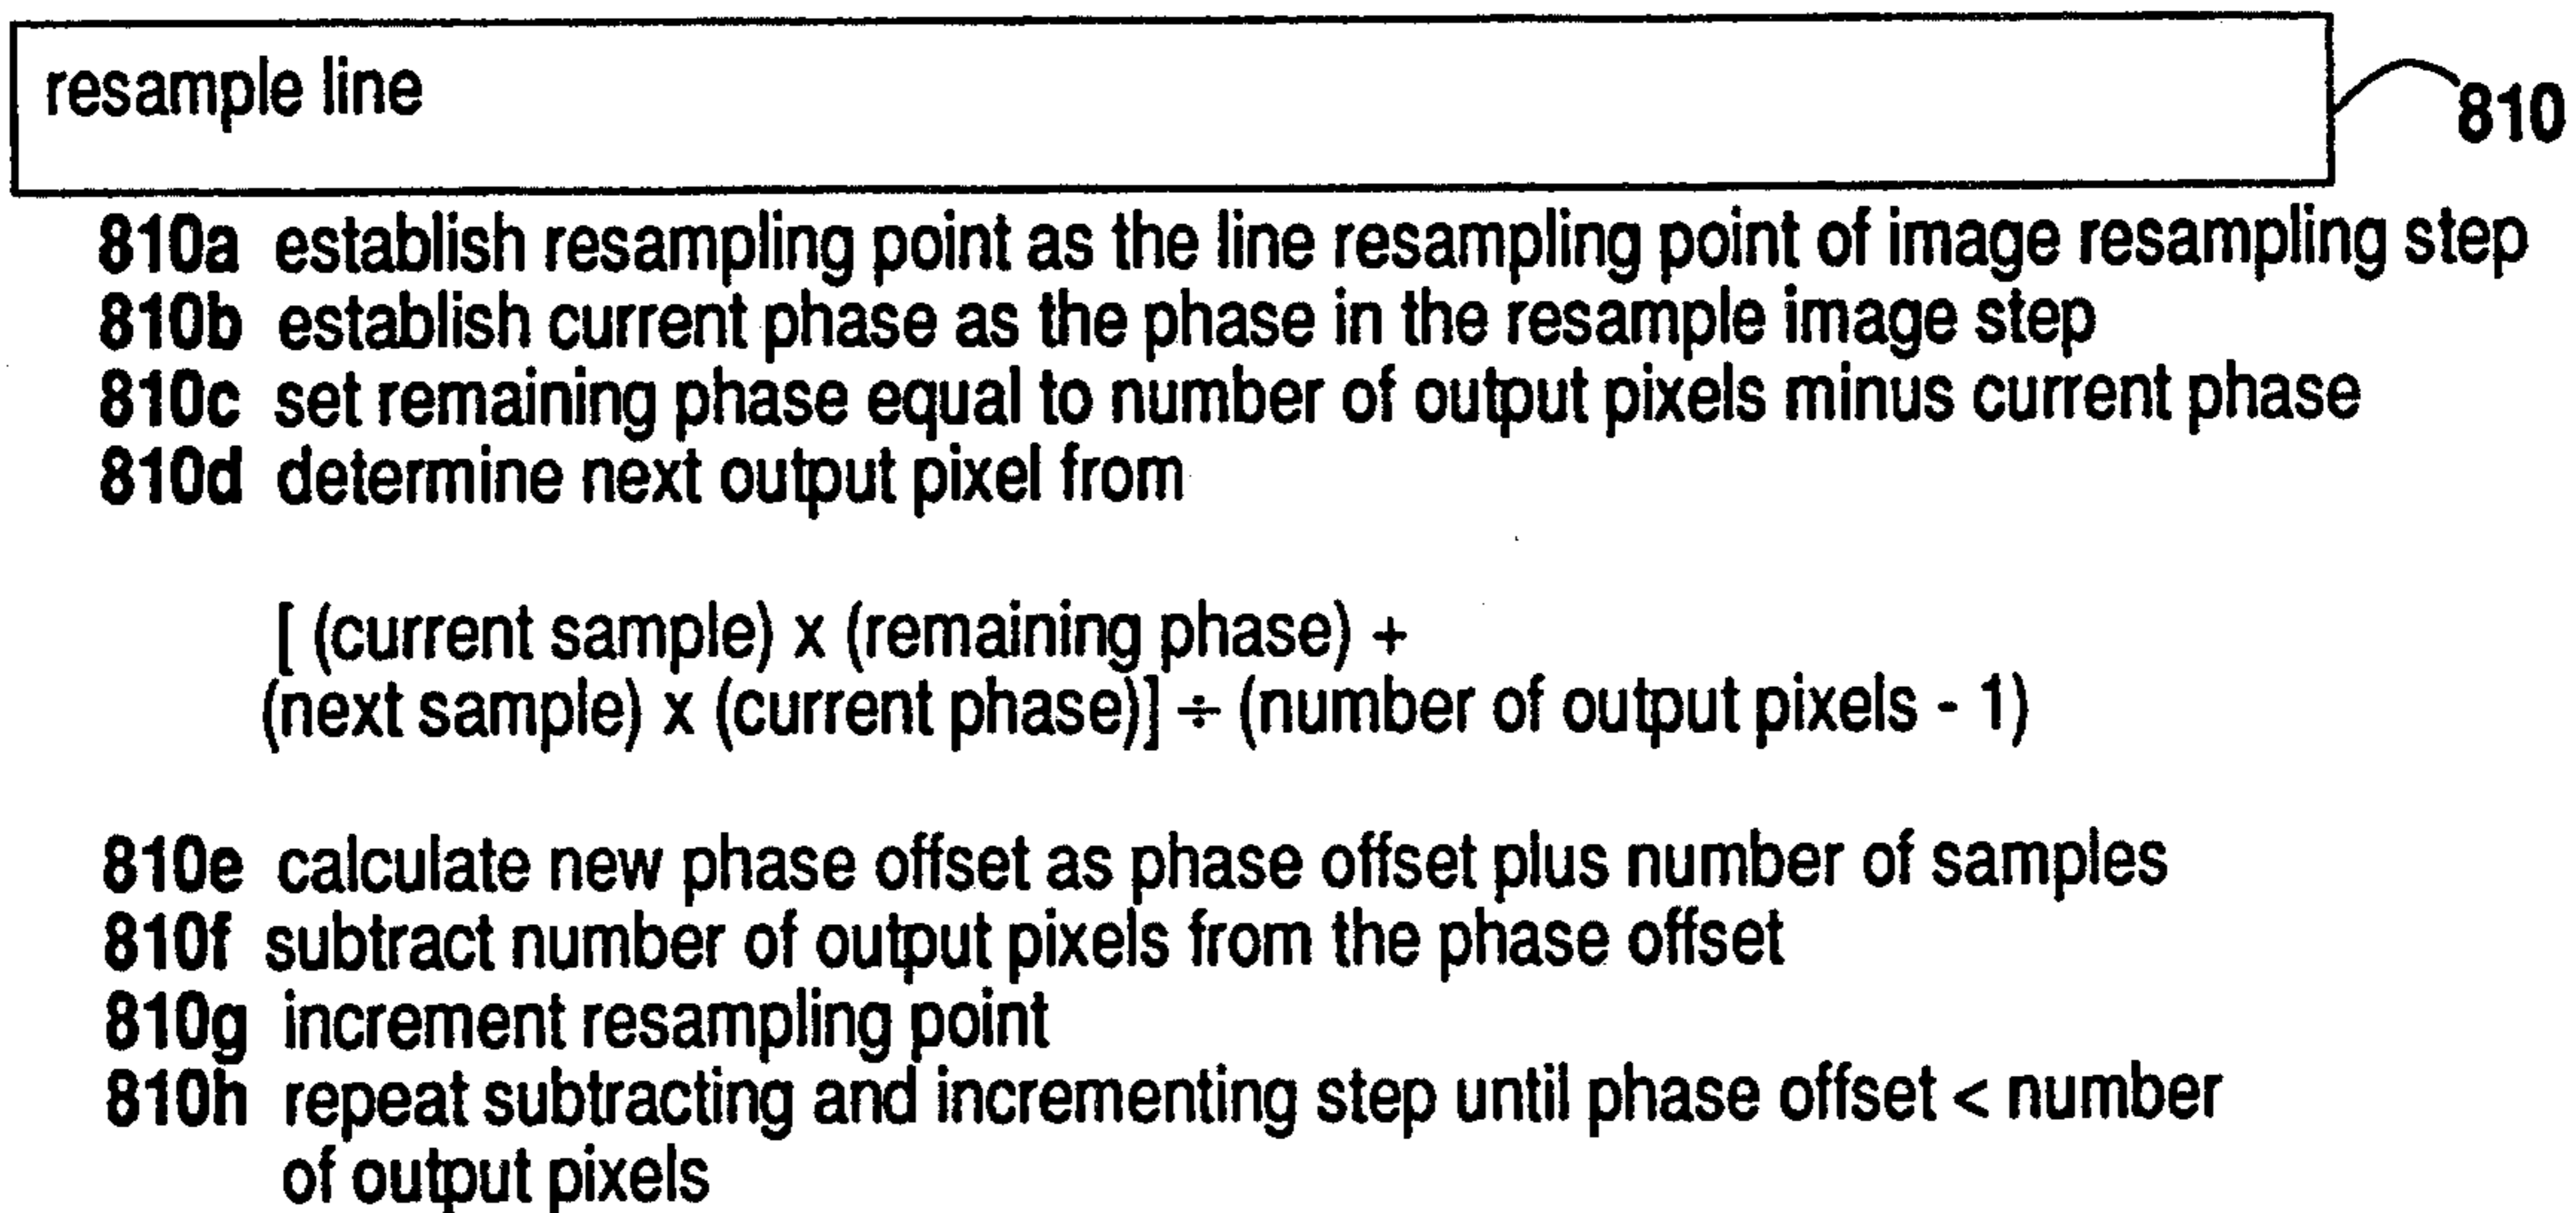 resample line
810
810a establish resampling point as the line resampling point of image resampling step
810b establish current phase as the phase in the resample image step
810c set remaining phase equal to number of output pixels minus current phase
810d determine next output pixel from
[ (current sample) x (remaining phase) +
(next sample) x (current phase)] ÷ (number of output pixels - 1)
810e calculate new phase offset as phase offset plus number of samples
810f subtract number of output pixels from the phase offset
810g increment resampling point
810h repeat subtracting and incrementing step until phase offset < number
of output pixels